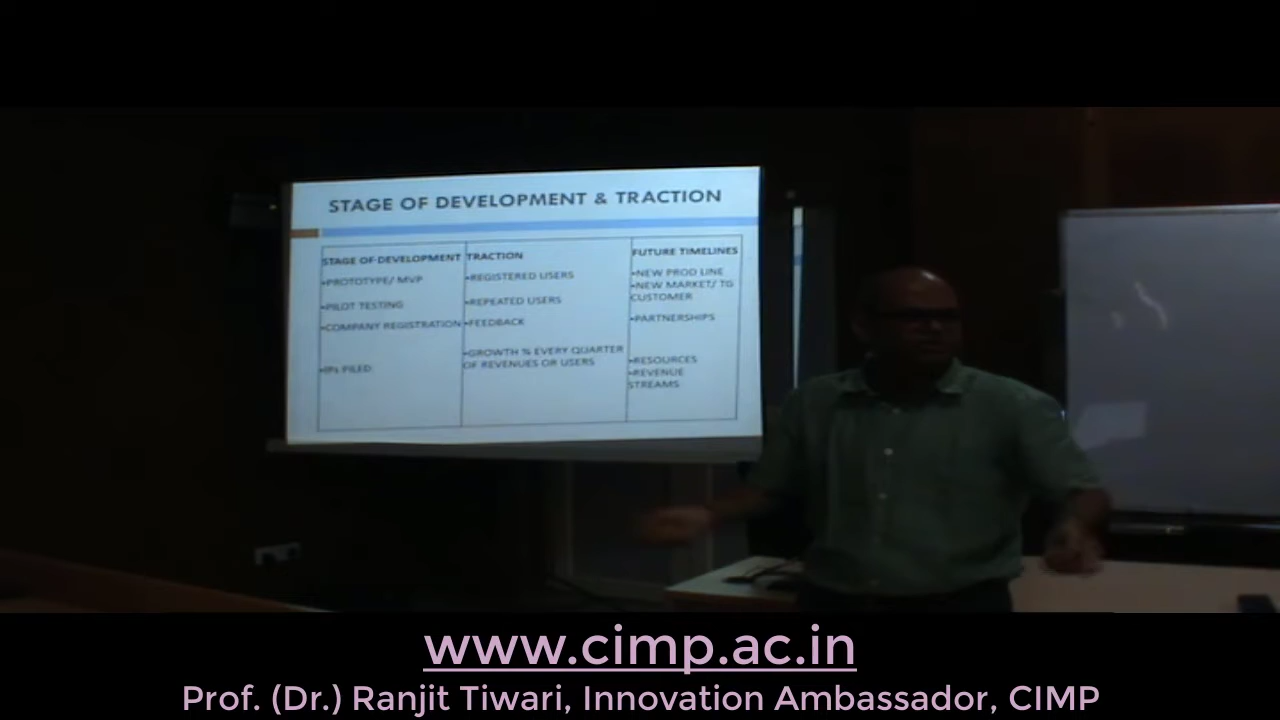 STAGE OF DEVELOPMENT & TRACTION
STAGE OF DEVELOPMENT
•PROTOTYPE/ MVP
•PILOT TESTING
•COMPANY REGISTRATION
•IPs FILED
TRACTION
•REGISTERED USERS
•REPEATED USERS
•FEEDBACK
•GROWTH % EVERY QUARTER
OF REVENUES OR USERS
FUTURE TIMELINES
•NEW PROD LINE
•NEW MARKET/ TG
CUSTOMER
•PARTNERSHIPS
•RESOURCES
•REVENUE
STREAMS
www.cimp.ac.in
Prof. (Dr.) Ranjit Tiwari, Innovation Ambassador, CIMP